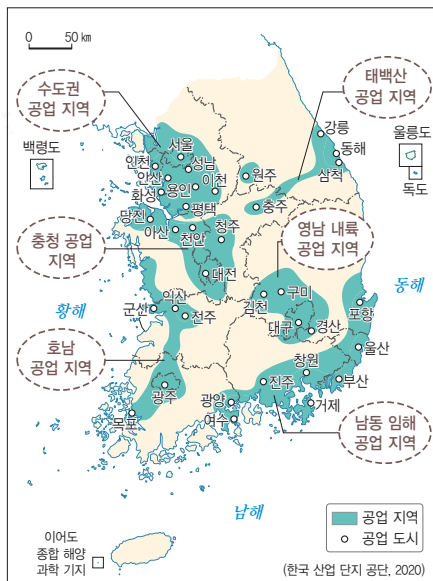 0 50 ㎞
수도권
공업 지역
태백산
공업 지역
백령도
울릉도
독도
강릉
동해
삼척
서울
인천
성남
안산
이천
용인
화성
원주
충주
평택
당진
아산
천안
청주
충청 공업
지역
영남 내륙
공업 지역
대전
동해
황해
구미
김천
익산
군산
전주
포항
대구
경산
울산
호남
공업 지역
창원
진주
부산
광주
광양
거제
목포
여수
남동 임해
공업 지역
남해
이어도
종합 해양
과학 기지
공업 지역
공업 도시
(한국 산업 단지 공단, 2020)